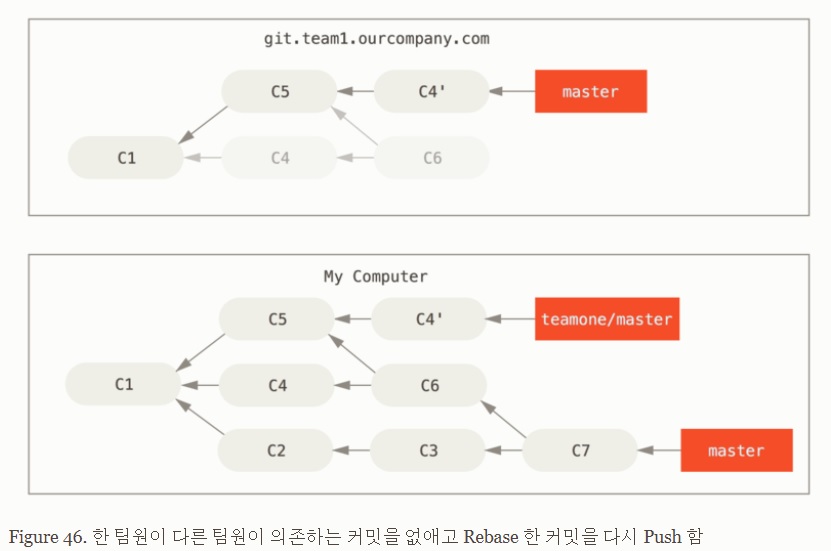 git.team1.ourcompany.com
C5 C4' master
C1 C4 C6
My Computer
C5 C4' teamone/master
C1 C4 C6
C2 C3 C7 master
Figure 46. 한 팀원이 다른 팀원이 의존하는 커밋을 없애고 Rebase 한 커밋을 다시 Push 함